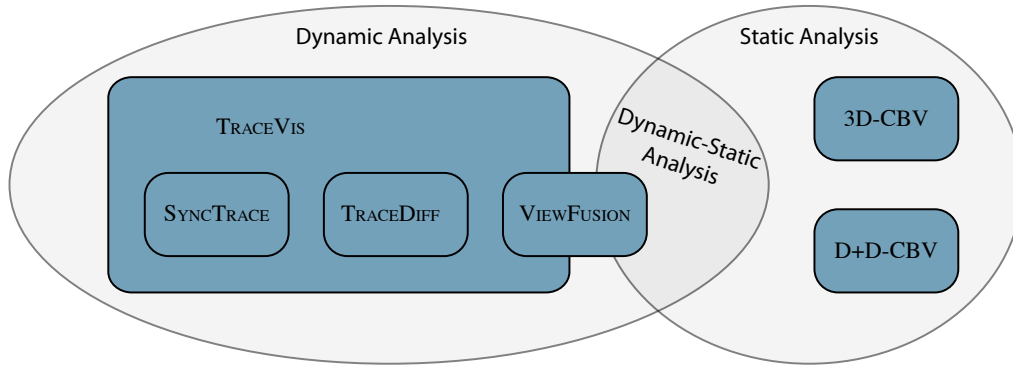 Dynamic Analysis
Static Analysis
TRACEVIS
SYNCTRACE
TRACEDIFF
VIEWFUSION
Dynamic-Static
Analysis
3D-CBV
D+D-CBV